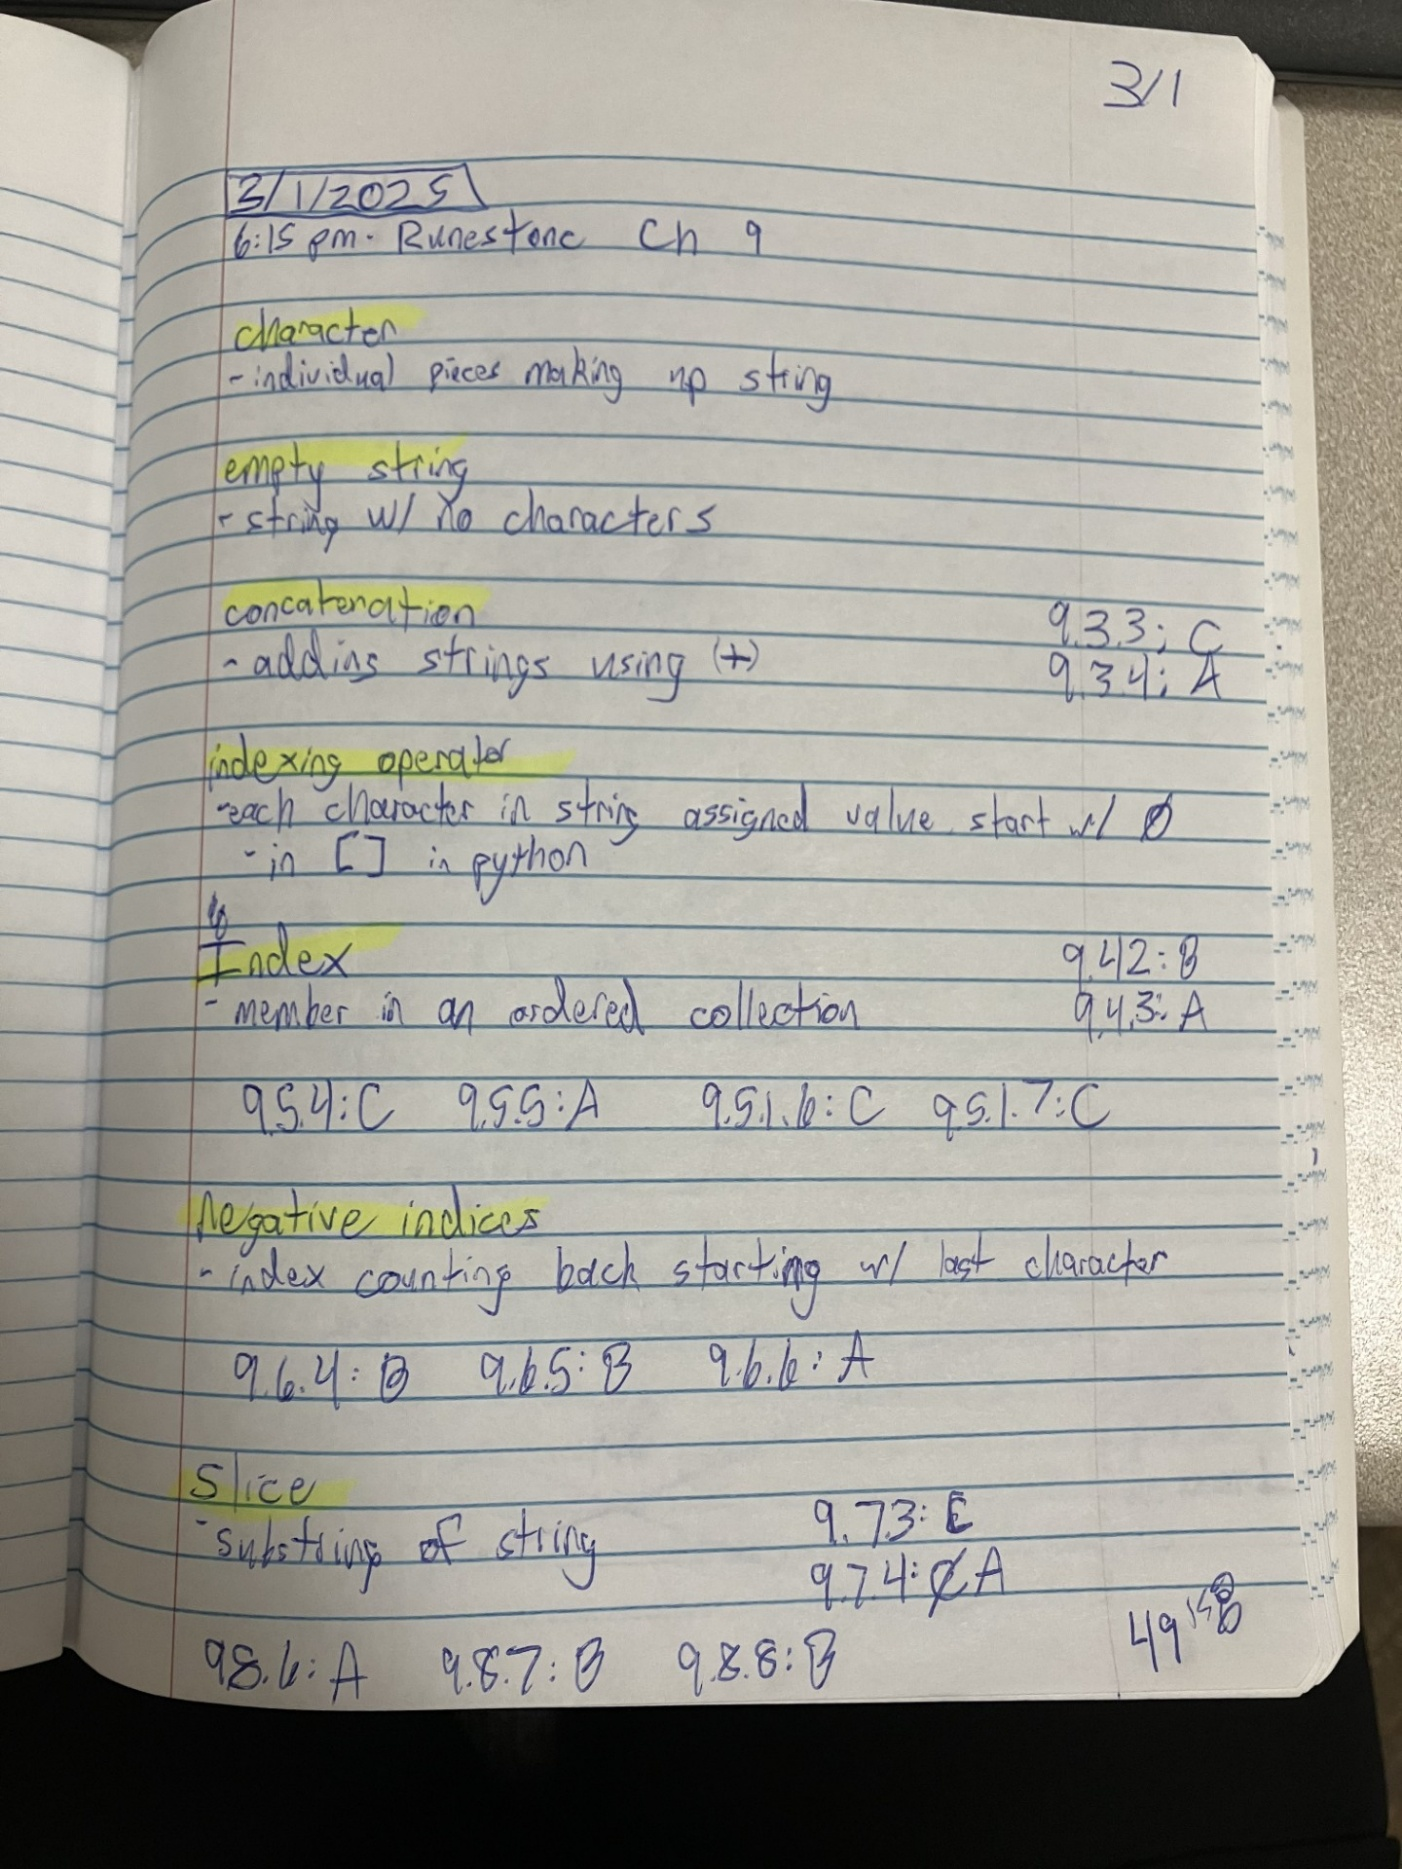 3/1
3/1/2025
6:15 pm. Runestone Ch 9
character
- individual pieces making up string
empty string
- string w/ no characters
concatenation
- adding strings using (+)
9.3.3: C
9.3.4: A
indexing operator
- each character in string assigned value start w/ 0
- in [ ] in python
Index
- member in an ordered collection
9.4.2: B
9.4.3: A
9.5.4: C 9.5.5: A 9.5.1.6: C 9.5.1.7: C
Negative indices
- index counting back starting w/ last character
9.6.4: B 9.6.5: B 9.6.6: A
Slice
- substring of string
9.7.3: E
9.7.4: A
9.8.6: A 9.8.7: B 9.8.8: B
49